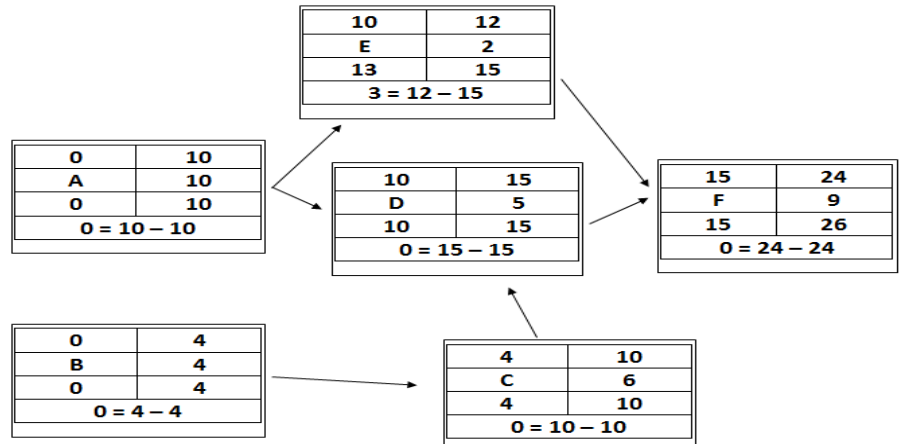 10 12
E 2
13 15
3 = 12 – 15
0 10
A 10
0 10
0 = 10 – 10
10 15
D 5
10 15
0 = 15 – 15
15 24
F 9
15 26
0 = 24 – 24
0 4
B 4
0 4
0 = 4 – 4
4 10
C 6
4 10
0 = 10 – 10